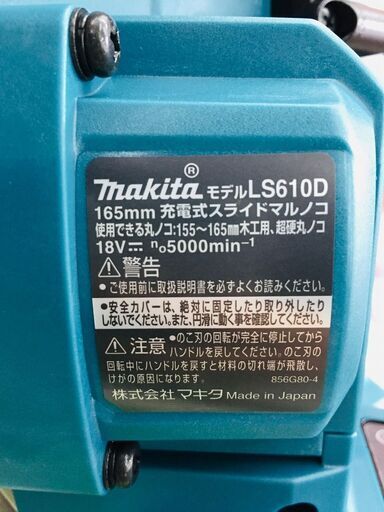 makita® モデルLS610D
165mm 充電式スライドマルノコ
使用できる丸ノコ:155〜165mm木工用、超硬丸ノコ
18V⎓ n₀5000min⁻¹
⚠警告
●ご使用前に取扱説明書を必ずよくお読みください。
●安全カバーは、絶対に固定したり取り外したりしないでください。また、円滑に動く事を確認してください。
⚠注意 ●のこ刃の回転が完全に停止してから
ハンドルを戻してください。のこ刃の
回転中にハンドルを戻すと材料の切れ端が飛散し、
けがの原因になります。
856G80-4
株式会社マキタ Made in Japan